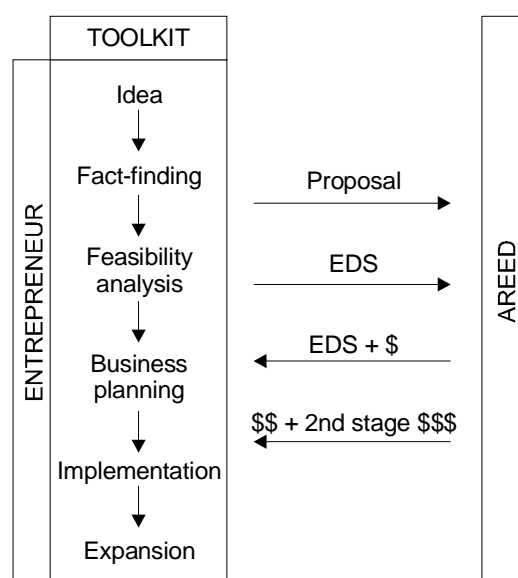 TOOLKIT
ENTREPRENEUR
Idea
Fact-finding
Feasibility
analysis
Business
planning
Implementation
Expansion
Proposal
EDS
EDS + $
$$ + 2nd stage $$$
AREED